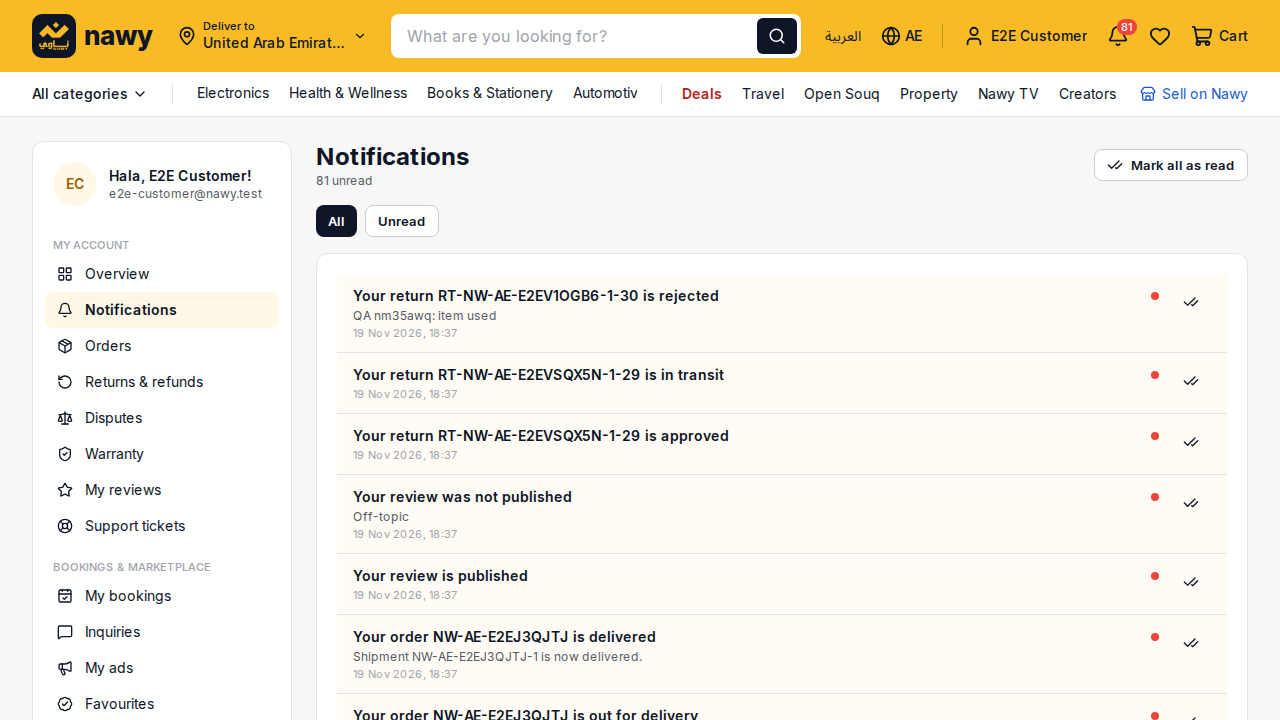 ناوي
NAWY
nawy
Deliver to
United Arab Emirat...
What are you looking for?
العربية
AE
E2E Customer
81
Cart
All categories
Electronics
Health & Wellness
Books & Stationery
Automotiv
Deals
Travel
Open Souq
Property
Nawy TV
Creators
Sell on Nawy
EC
Hala, E2E Customer!
e2e-customer@nawy.test
MY ACCOUNT
Overview
Notifications
Orders
Returns & refunds
Disputes
Warranty
My reviews
Support tickets
BOOKINGS & MARKETPLACE
My bookings
Inquiries
My ads
Favourites
Notifications
81 unread
Mark all as read
All
Unread
Your return RT-NW-AE-E2EV1OGB6-1-30 is rejected
QA nm35awq: item used
19 Nov 2026, 18:37
Your return RT-NW-AE-E2EVSQX5N-1-29 is in transit
19 Nov 2026, 18:37
Your return RT-NW-AE-E2EVSQX5N-1-29 is approved
19 Nov 2026, 18:37
Your review was not published
Off-topic
19 Nov 2026, 18:37
Your review is published
19 Nov 2026, 18:37
Your order NW-AE-E2EJ3QJTJ is delivered
Shipment NW-AE-E2EJ3QJTJ-1 is now delivered.
19 Nov 2026, 18:37
Your order NW-AE-E2EJ3QJTJ is out for delivery